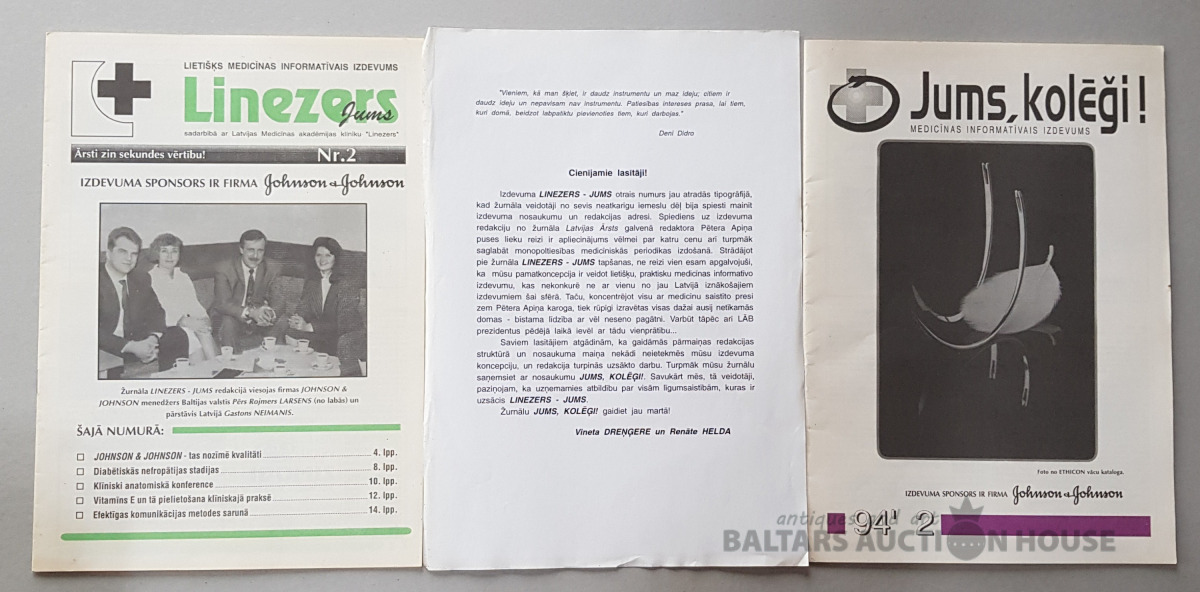 LIETIŠĶS MEDICĪNAS INFORMATĪVAIS IZDEVUMS
Linezers
Jums
sadarbībā ar Latvijas Medicīnas akadēmijas klīniku "Linezers"
Ārsti zin sekundes vērtību!
Nr.2
IZDEVUMA SPONSORS IR FIRMA Johnson & Johnson
Žurnāla LINEZERS - JUMS redakcijā viesojas firmas JOHNSON &
JOHNSON menedžers Baltijas valstīs Pērs Rojmers LARSENS (no labās) un
pārstāvis Latvijā Gastons NEIMANIS.
ŠAJĀ NUMURĀ:
JOHNSON & JOHNSON - tas nozīmē kvalitāti 4. lpp.
Diabētiskās nefropātijas stadijas 8. lpp.
Klīniski anatomiskā konference 10. lpp.
Vitamīns E un tā pielietošana klīniskajā praksē 12. lpp.
Efektīgas komunikācijas metodes sarunā 14. lpp.
"Vieniem, kā man šķiet, ir daudz instrumentu un maz ideju; citiem ir
daudz ideju un nepavisam nav instrumentu. Patiesības intereses prasa, lai tiem,
kuri domā, beidzot labpatiktu pievienoties tiem, kuri darbojas."
Deni Didro
Cienījamie lasītāji!
Izdevuma LINEZERS - JUMS otrais numurs jau atradās tipogrāfijā,
kad žurnāla veidotāji no sevis neatkarīgu iemeslu dēļ bija spiesti mainīt
izdevuma nosaukumu un redakcijas adresi. Spiediens uz izdevuma
redakciju no žurnāla Latvijas Ārsts galvenā redaktora Pētera Apiņa
puses lieku reizi ir apliecinājums vēlmei par katru cenu arī turpmāk
saglabāt monopoltiesības medicīniskās periodikas izdošanā. Strādājot
pie žurnāla LINEZERS - JUMS tapšanas, ne reizi vien esam apgalvojuši,
ka mūsu pamatkoncepcija ir veidot lietišķu, praktisku medicīnas informatīvo
izdevumu, kas nekonkurē ne ar vienu no jau Latvijā iznākošajiem
izdevumiem šai sfērā. Taču, koncentrējot visu ar medicīnu saistīto presi
zem Pētera Apiņa karoga, tiek rūpīgi izravētas visas dažai ausij netīkamās
domas - bīstama līdzība ar vēl neseno pagātni. Varbūt tāpēc arī LĀB
prezidentus pēdējā laikā ievēl ar tādu vienprātību...
Saviem lasītājiem atgādinām, ka gaidāmās pārmaiņas redakcijas
struktūrā un nosaukuma maiņa nekādi neietekmēs mūsu izdevuma
koncepciju, un redakcija turpinās uzsākto darbu. Turpmāk mūsu žurnālu
saņemsiet ar nosaukumu JUMS, KOLĒĢI!. Savukārt mēs, tā veidotāji,
paziņojam, ka uzņemamies atbildību par visām līgumsaistībām, kuras ir
uzsācis LINEZERS - JUMS.
Žurnālu JUMS, KOLĒĢI! gaidiet jau martā!
Vineta DREŅĢERE un Renāte HELDA
Jums, kolēģi!
MEDICĪNAS INFORMATĪVAIS IZDEVUMS
Foto no ETHICON vācu kataloga.
IZDEVUMA SPONSORS IR FIRMA Johnson & Johnson
94' 2
antiques and art
BALTARS AUCTION HOUSE